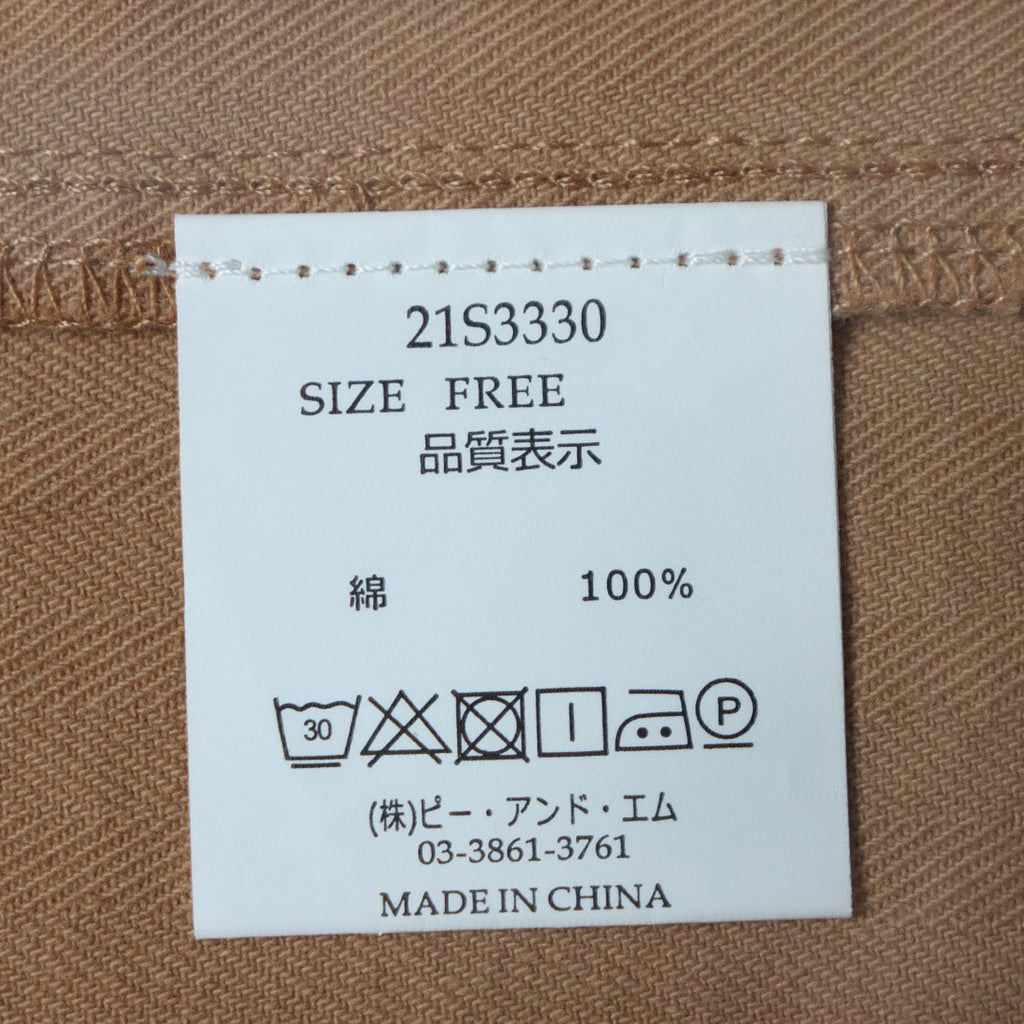 21S3330
SIZE FREE
品質表示
綿 100%
30 P
(株)ピー・アンド・エム
03-3861-3761
MADE IN CHINA